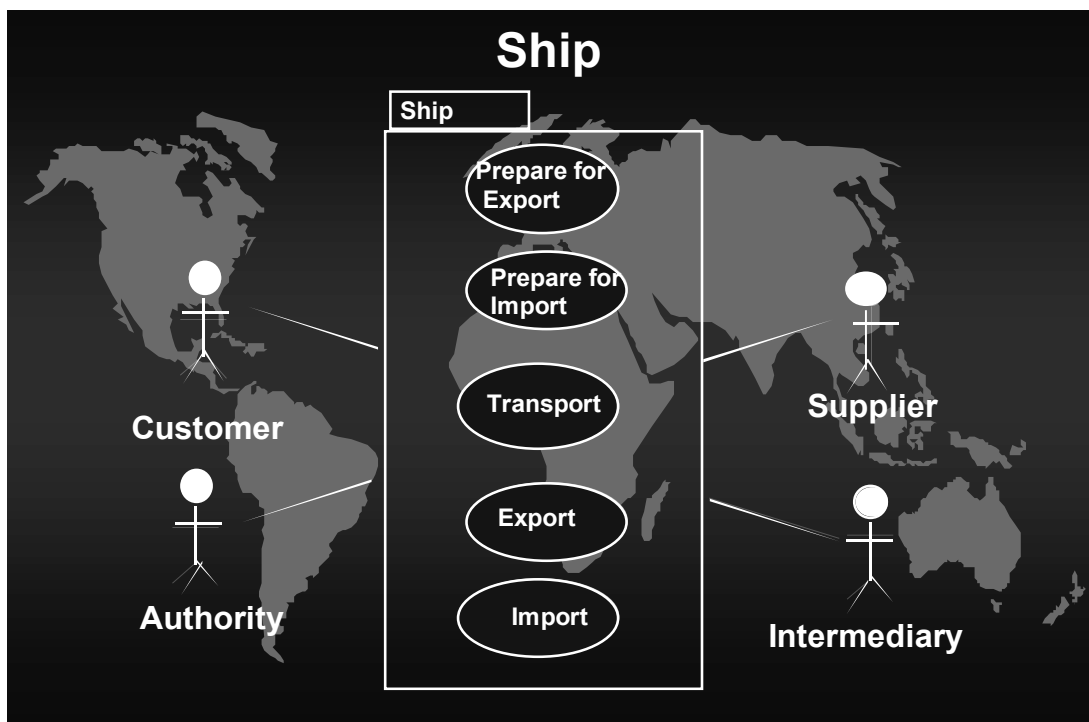 Ship
Ship
Prepare for
Export
Prepare for
Import
Transport
Export
Import
Customer
Authority
Supplier
Intermediary